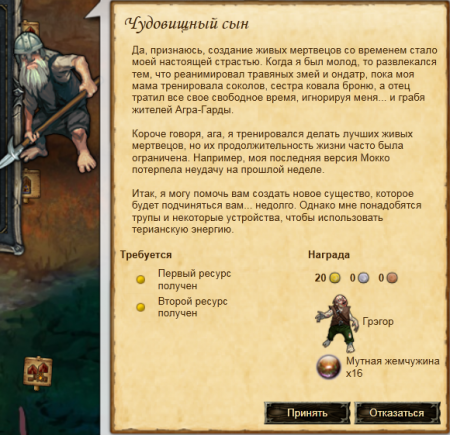 Чудовищный сын
Да, признаюсь, создание живых мертвецов со временем стало
моей настоящей страстью. Когда я был молод, то развлекался
тем, что реанимировал травяных змей и ондатр, пока моя
мама тренировала соколов, сестра ковала броню, а отец
тратил все свое свободное время, игнорируя меня... и грабя
жителей Агра-Гарды.
Короче говоря, ага, я тренировался делать лучших живых
мертвецов, но их продолжительность жизни часто была
ограничена. Например, моя последняя версия Мокко
потерпела неудачу на прошлой неделе.
Итак, я могу помочь вам создать новое существо, которое
будет подчиняться вам... недолго. Однако мне понадобятся
трупы и некоторые устройства, чтобы использовать
терианскую энергию.
Требуется
Первый ресурс
получен
Второй ресурс
получен
Награда
20 0 0
Грэгор
Мутная жемчужина
x16
Принять
Отказаться